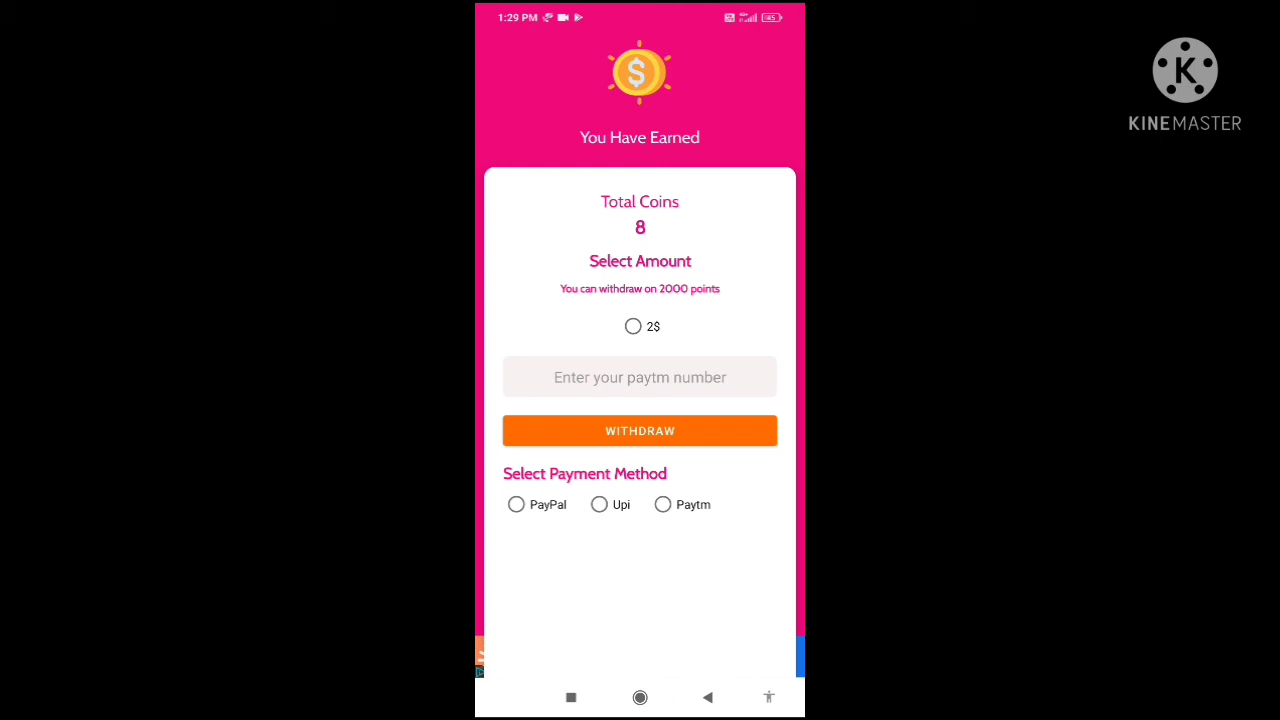 1:29 PM
KINEMASTER
You Have Earned
Total Coins
8
Select Amount
You can withdraw on 2000 points
2$
Enter your paytm number
WITHDRAW
Select Payment Method
PayPal Upi Paytm